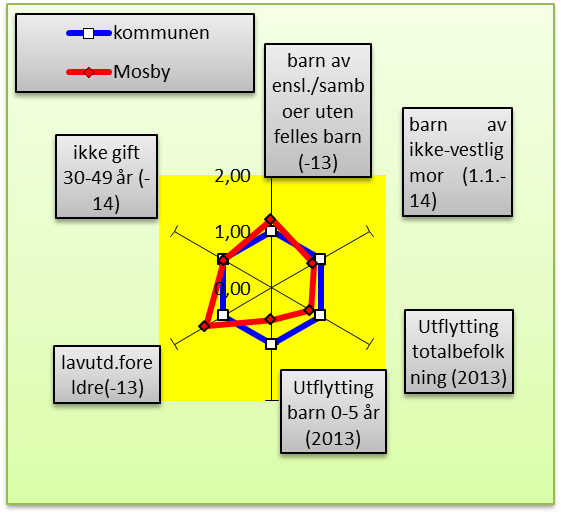 kommunen
Mosby
barn av
ensl./samb
oer uten
felles barn
(-13)
barn av
ikke-vestlig
mor (1.1.-
14)
ikke gift
30-49 år (-
14)
2,00
1,00
0,00
Utflytting
totalbefolk
ning (2013)
lavutd.fore
ldre(-13)
Utflytting
barn 0-5 år
(2013)